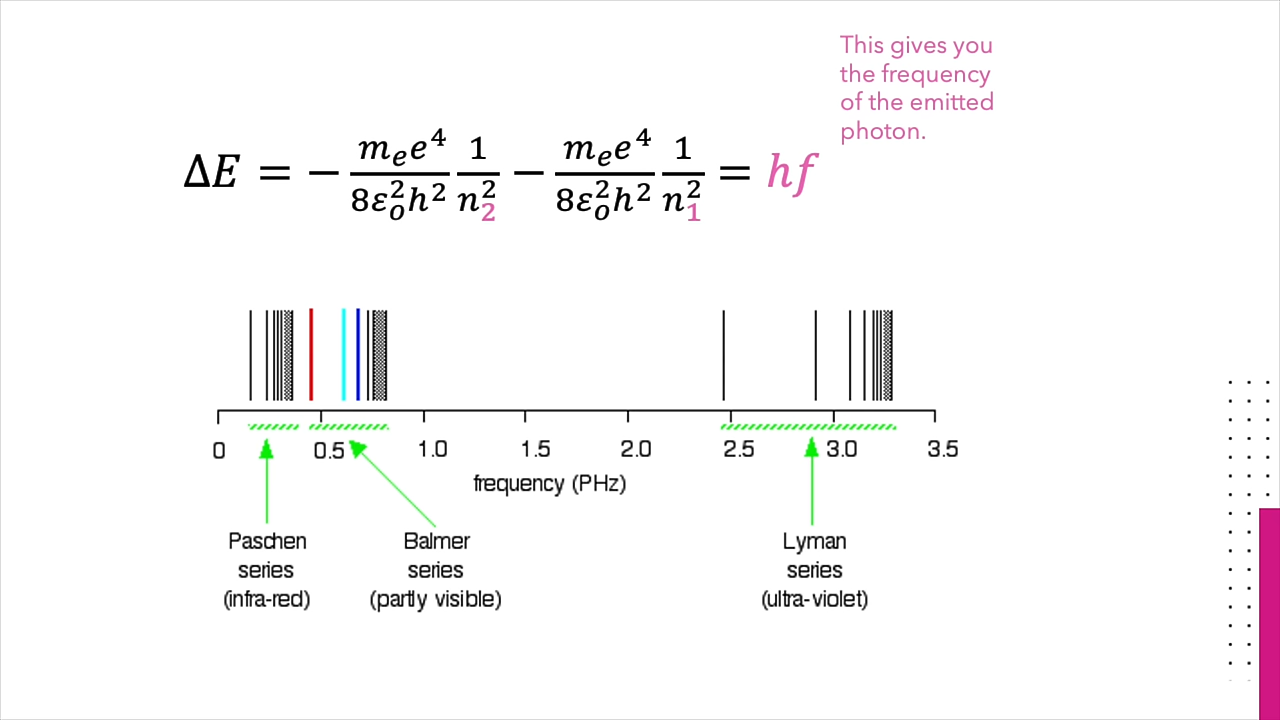 This gives you
the frequency
of the emitted
photon.
ΔE = − mₑe⁴/8εₒ²h² 1/n₂² − mₑe⁴/8εₒ²h² 1/n₁² = hf
0 0.5 1.0 1.5 2.0 2.5 3.0 3.5
frequency (PHz)
Paschen
series
(infra-red)
Balmer
series
(partly visible)
Lyman
series
(ultra-violet)